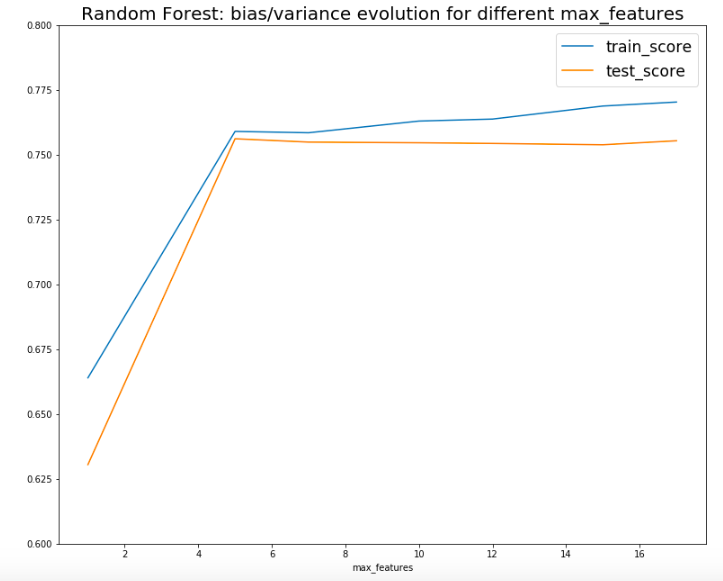 Random Forest: bias/variance evolution for different max_features
train_score
test_score
0.800
0.775
0.750
0.725
0.700
0.675
0.650
0.625
0.600
2 4 6 8 10 12 14 16
max_features